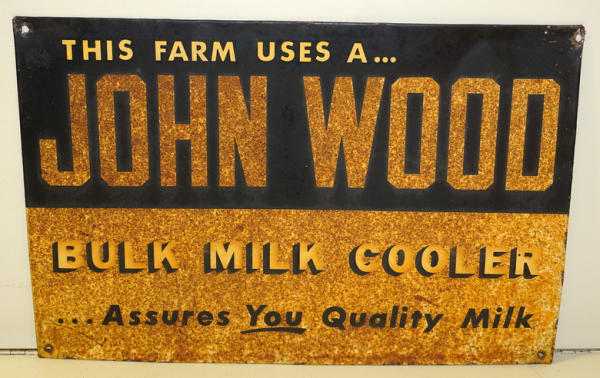 THIS FARM USES A...
JOHN WOOD
BULK MILK COOLER
...Assures You Quality Milk